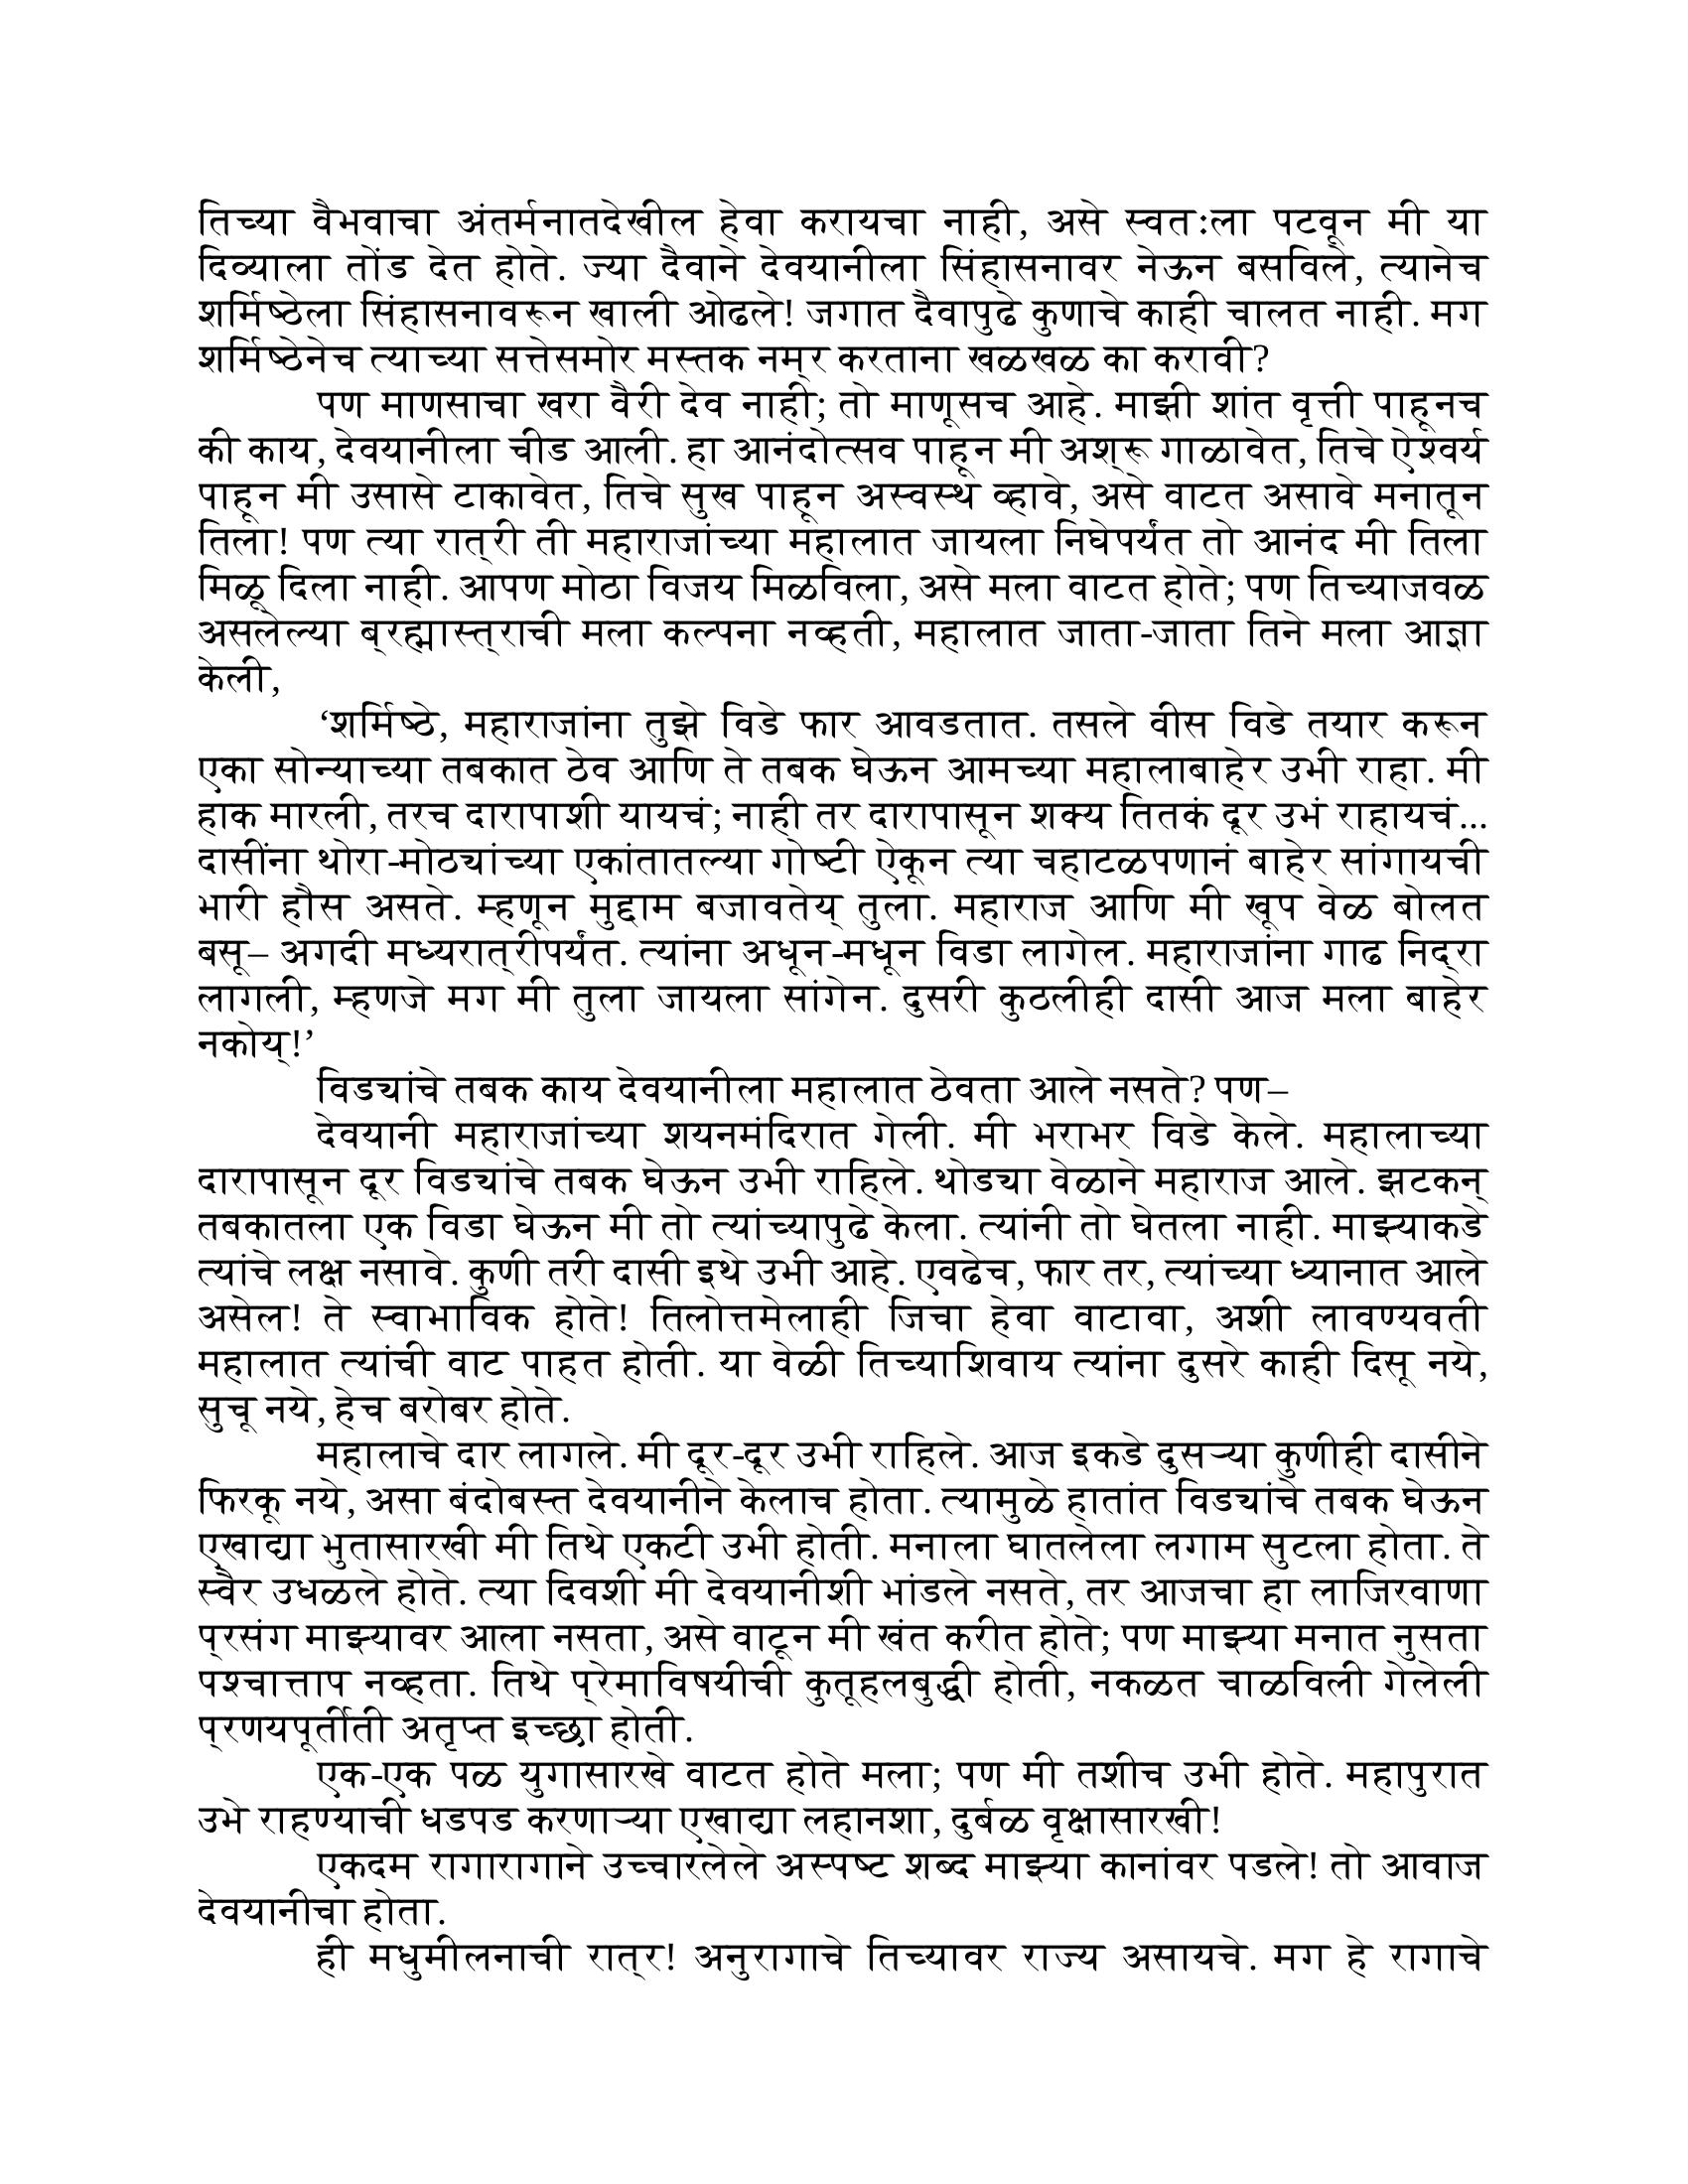 तिच्या वैभवाचा अंतर्मनातदेखील हेवा करायचा नाही, असे स्वतःला पटवून मी या
दिव्याला तोंड देत होते. ज्या दैवाने देवयानीला सिंहासनावर नेऊन बसविले, त्यानेच
शर्मिष्ठेला सिंहासनावरून खाली ओढले! जगात दैवापुढे कुणाचे काही चालत नाही. मग
शर्मिष्ठेनेच त्याच्या सत्तेसमोर मस्तक नम्र करताना खळखळ का करावी?
पण माणसाचा खरा वैरी देव नाही; तो माणूसच आहे. माझी शांत वृत्ती पाहूनच
की काय, देवयानीला चीड आली. हा आनंदोत्सव पाहून मी अश्रू गाळावेत, तिचे ऐश्वर्य
पाहून मी उसासे टाकावेत, तिचे सुख पाहून अस्वस्थ व्हावे, असे वाटत असावे मनातून
तिला! पण त्या रात्री ती महाराजांच्या महालात जायला निघेपर्यंत तो आनंद मी तिला
मिळू दिला नाही. आपण मोठा विजय मिळविला, असे मला वाटत होते; पण तिच्याजवळ
असलेल्या ब्रह्मास्त्राची मला कल्पना नव्हती, महालात जाता-जाता तिने मला आज्ञा
केली,
‘शर्मिष्ठे, महाराजांना तुझे विडे फार आवडतात. तसले वीस विडे तयार करून
एका सोन्याच्या तबकात ठेव आणि ते तबक घेऊन आमच्या महालाबाहेर उभी राहा. मी
हाक मारली, तरच दारापाशी यायचं; नाही तर दारापासून शक्य तितकं दूर उभं राहायचं...
दासींना थोरा-मोठ्यांच्या एकांतातल्या गोष्टी ऐकून त्या चहाटळपणानं बाहेर सांगायची
भारी हौस असते. म्हणून मुद्दाम बजावतेय् तुला. महाराज आणि मी खूप वेळ बोलत
बसू– अगदी मध्यरात्रीपर्यंत. त्यांना अधून-मधून विडा लागेल. महाराजांना गाढ निद्रा
लागली, म्हणजे मग मी तुला जायला सांगेन. दुसरी कुठलीही दासी आज मला बाहेर
नकोय्!’
विड्यांचे तबक काय देवयानीला महालात ठेवता आले नसते? पण–
देवयानी महाराजांच्या शयनमंदिरात गेली. मी भराभर विडे केले. महालाच्या
दारापासून दूर विड्यांचे तबक घेऊन उभी राहिले. थोड्या वेळाने महाराज आले. झटकन्
तबकातला एक विडा घेऊन मी तो त्यांच्यापुढे केला. त्यांनी तो घेतला नाही. माझ्याकडे
त्यांचे लक्ष नसावे. कुणी तरी दासी इथे उभी आहे. एवढेच, फार तर, त्यांच्या ध्यानात आले
असेल! ते स्वाभाविक होते! तिलोत्तमेलाही जिचा हेवा वाटावा, अशी लावण्यवती
महालात त्यांची वाट पाहत होती. या वेळी तिच्याशिवाय त्यांना दुसरे काही दिसू नये,
सुचू नये, हेच बरोबर होते.
महालाचे दार लागले. मी दूर-दूर उभी राहिले. आज इकडे दुसऱ्या कुणीही दासीने
फिरकू नये, असा बंदोबस्त देवयानीने केलाच होता. त्यामुळे हातांत विड्यांचे तबक घेऊन
एखाद्या भुतासारखी मी तिथे एकटी उभी होती. मनाला घातलेला लगाम सुटला होता. ते
स्वैर उधळले होते. त्या दिवशी मी देवयानीशी भांडले नसते, तर आजचा हा लाजिरवाणा
प्रसंग माझ्यावर आला नसता, असे वाटून मी खंत करीत होते; पण माझ्या मनात नुसता
पश्चात्ताप नव्हता. तिथे प्रेमाविषयीची कुतूहलबुद्धी होती, नकळत चाळविली गेलेली
प्रणयपूर्तीती अतृप्त इच्छा होती.
एक-एक पळ युगासारखे वाटत होते मला; पण मी तशीच उभी होते. महापुरात
उभे राहण्याची धडपड करणाऱ्या एखाद्या लहानशा, दुर्बळ वृक्षासारखी!
एकदम रागारागाने उच्चारलेले अस्पष्ट शब्द माझ्या कानांवर पडले! तो आवाज
देवयानीचा होता.
ही मधुमीलनाची रात्र! अनुरागाचे तिच्यावर राज्य असायचे. मग हे रागाचे